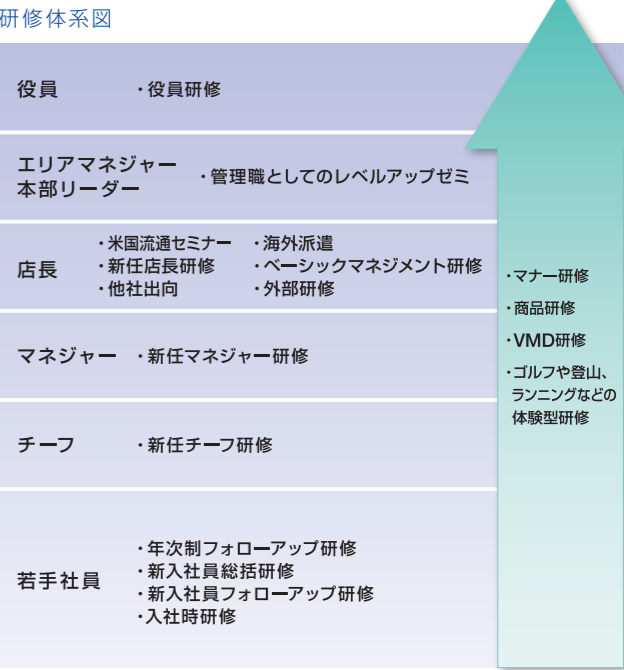 研修体系図
役員
・役員研修
エリアマネジャー
本部リーダー
・管理職としてのレベルアップゼミ
店長
・米国流通セミナー
・新任店長研修
・他社出向
・海外派遣
・ベーシックマネジメント研修
・外部研修
マネジャー
・新任マネジャー研修
チーフ
・新任チーフ研修
若手社員
・年次制フォローアップ研修
・新入社員総括研修
・新入社員フォローアップ研修
・入社時研修
・マナー研修
・商品研修
・VMD研修
・ゴルフや登山、
ランニングなどの
体験型研修